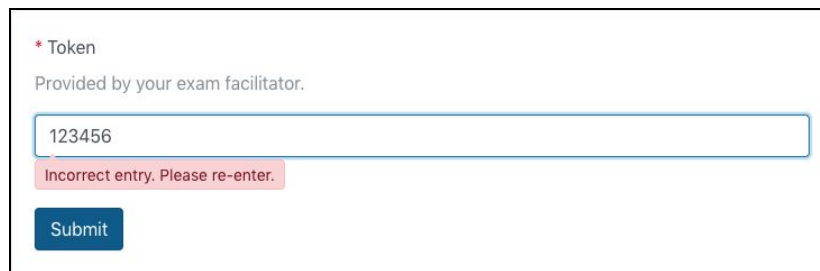 * Token
Provided by your exam facilitator.
123456
Incorrect entry. Please re-enter.
Submit